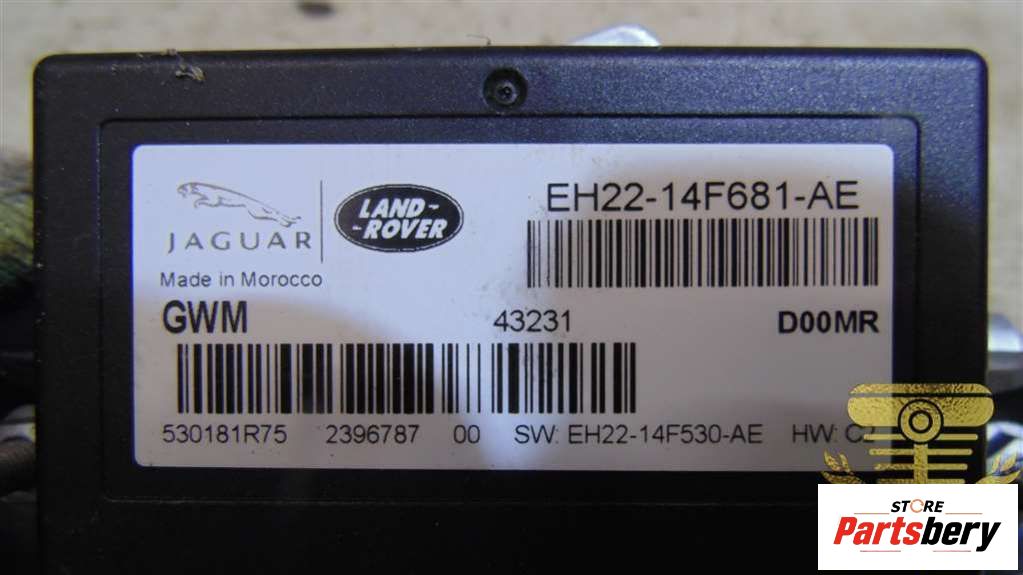 JAGUAR
LAND-
-ROVER
EH22-14F681-AE
Made in Morocco
GWM 43231 D00MR
530181R75 2396787 00 SW: EH22-14F530-AE HW:
STORE
Partsbery